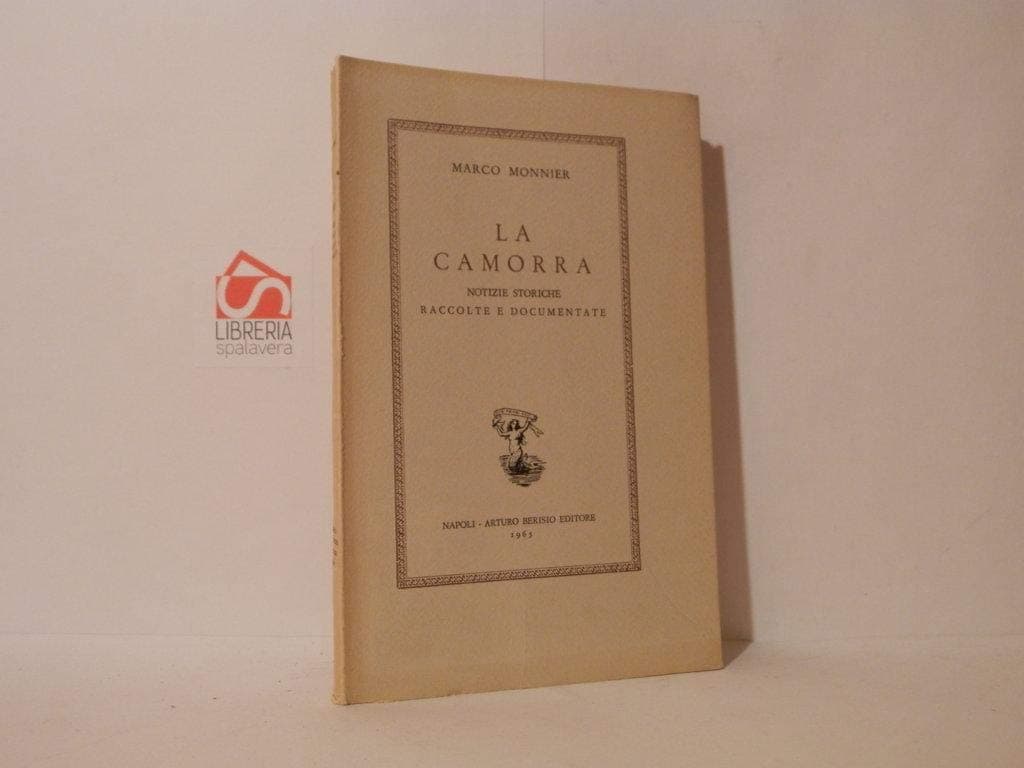 MARCO MONNIER
LA
CAMORRA
NOTIZIE STORICHE
RACCOLTE E DOCUMENTATE
NAPOLI - ARTURO BERISIO EDITORE
1965
LIBRERIA
spalavera